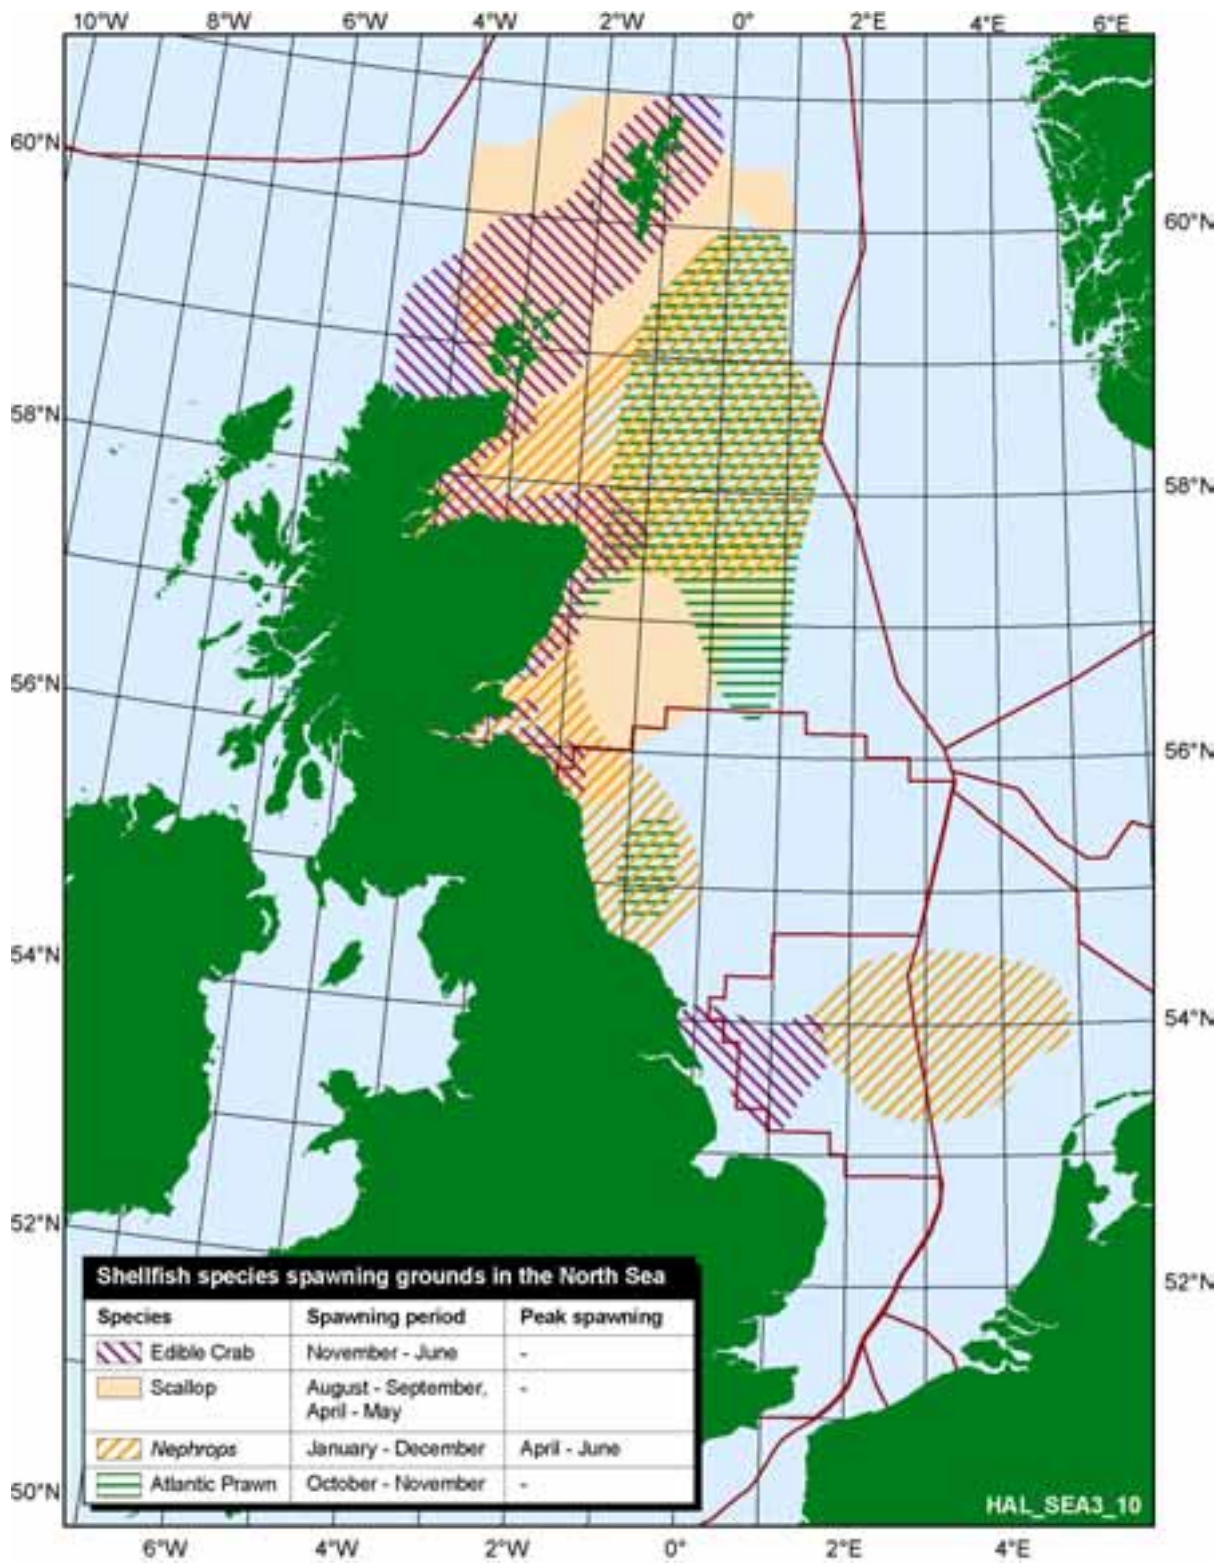 10°W 8°W 6°W 4°W 2°W 0° 2°E 4°E 6°E
60°N
60°N
58°N
58°N
56°N
56°N
54°N
54°N
52°N
52°N
50°N
Shellfish species spawning grounds in the North Sea
Species Spawning period Peak spawning
Edible Crab November - June -
Scallop August - September, -
April - May
Nephrops January - December April - June
Atlantic Prawn October - November -
HAL_SEA3_10
6°W 4°W 2°W 0° 2°E 4°E